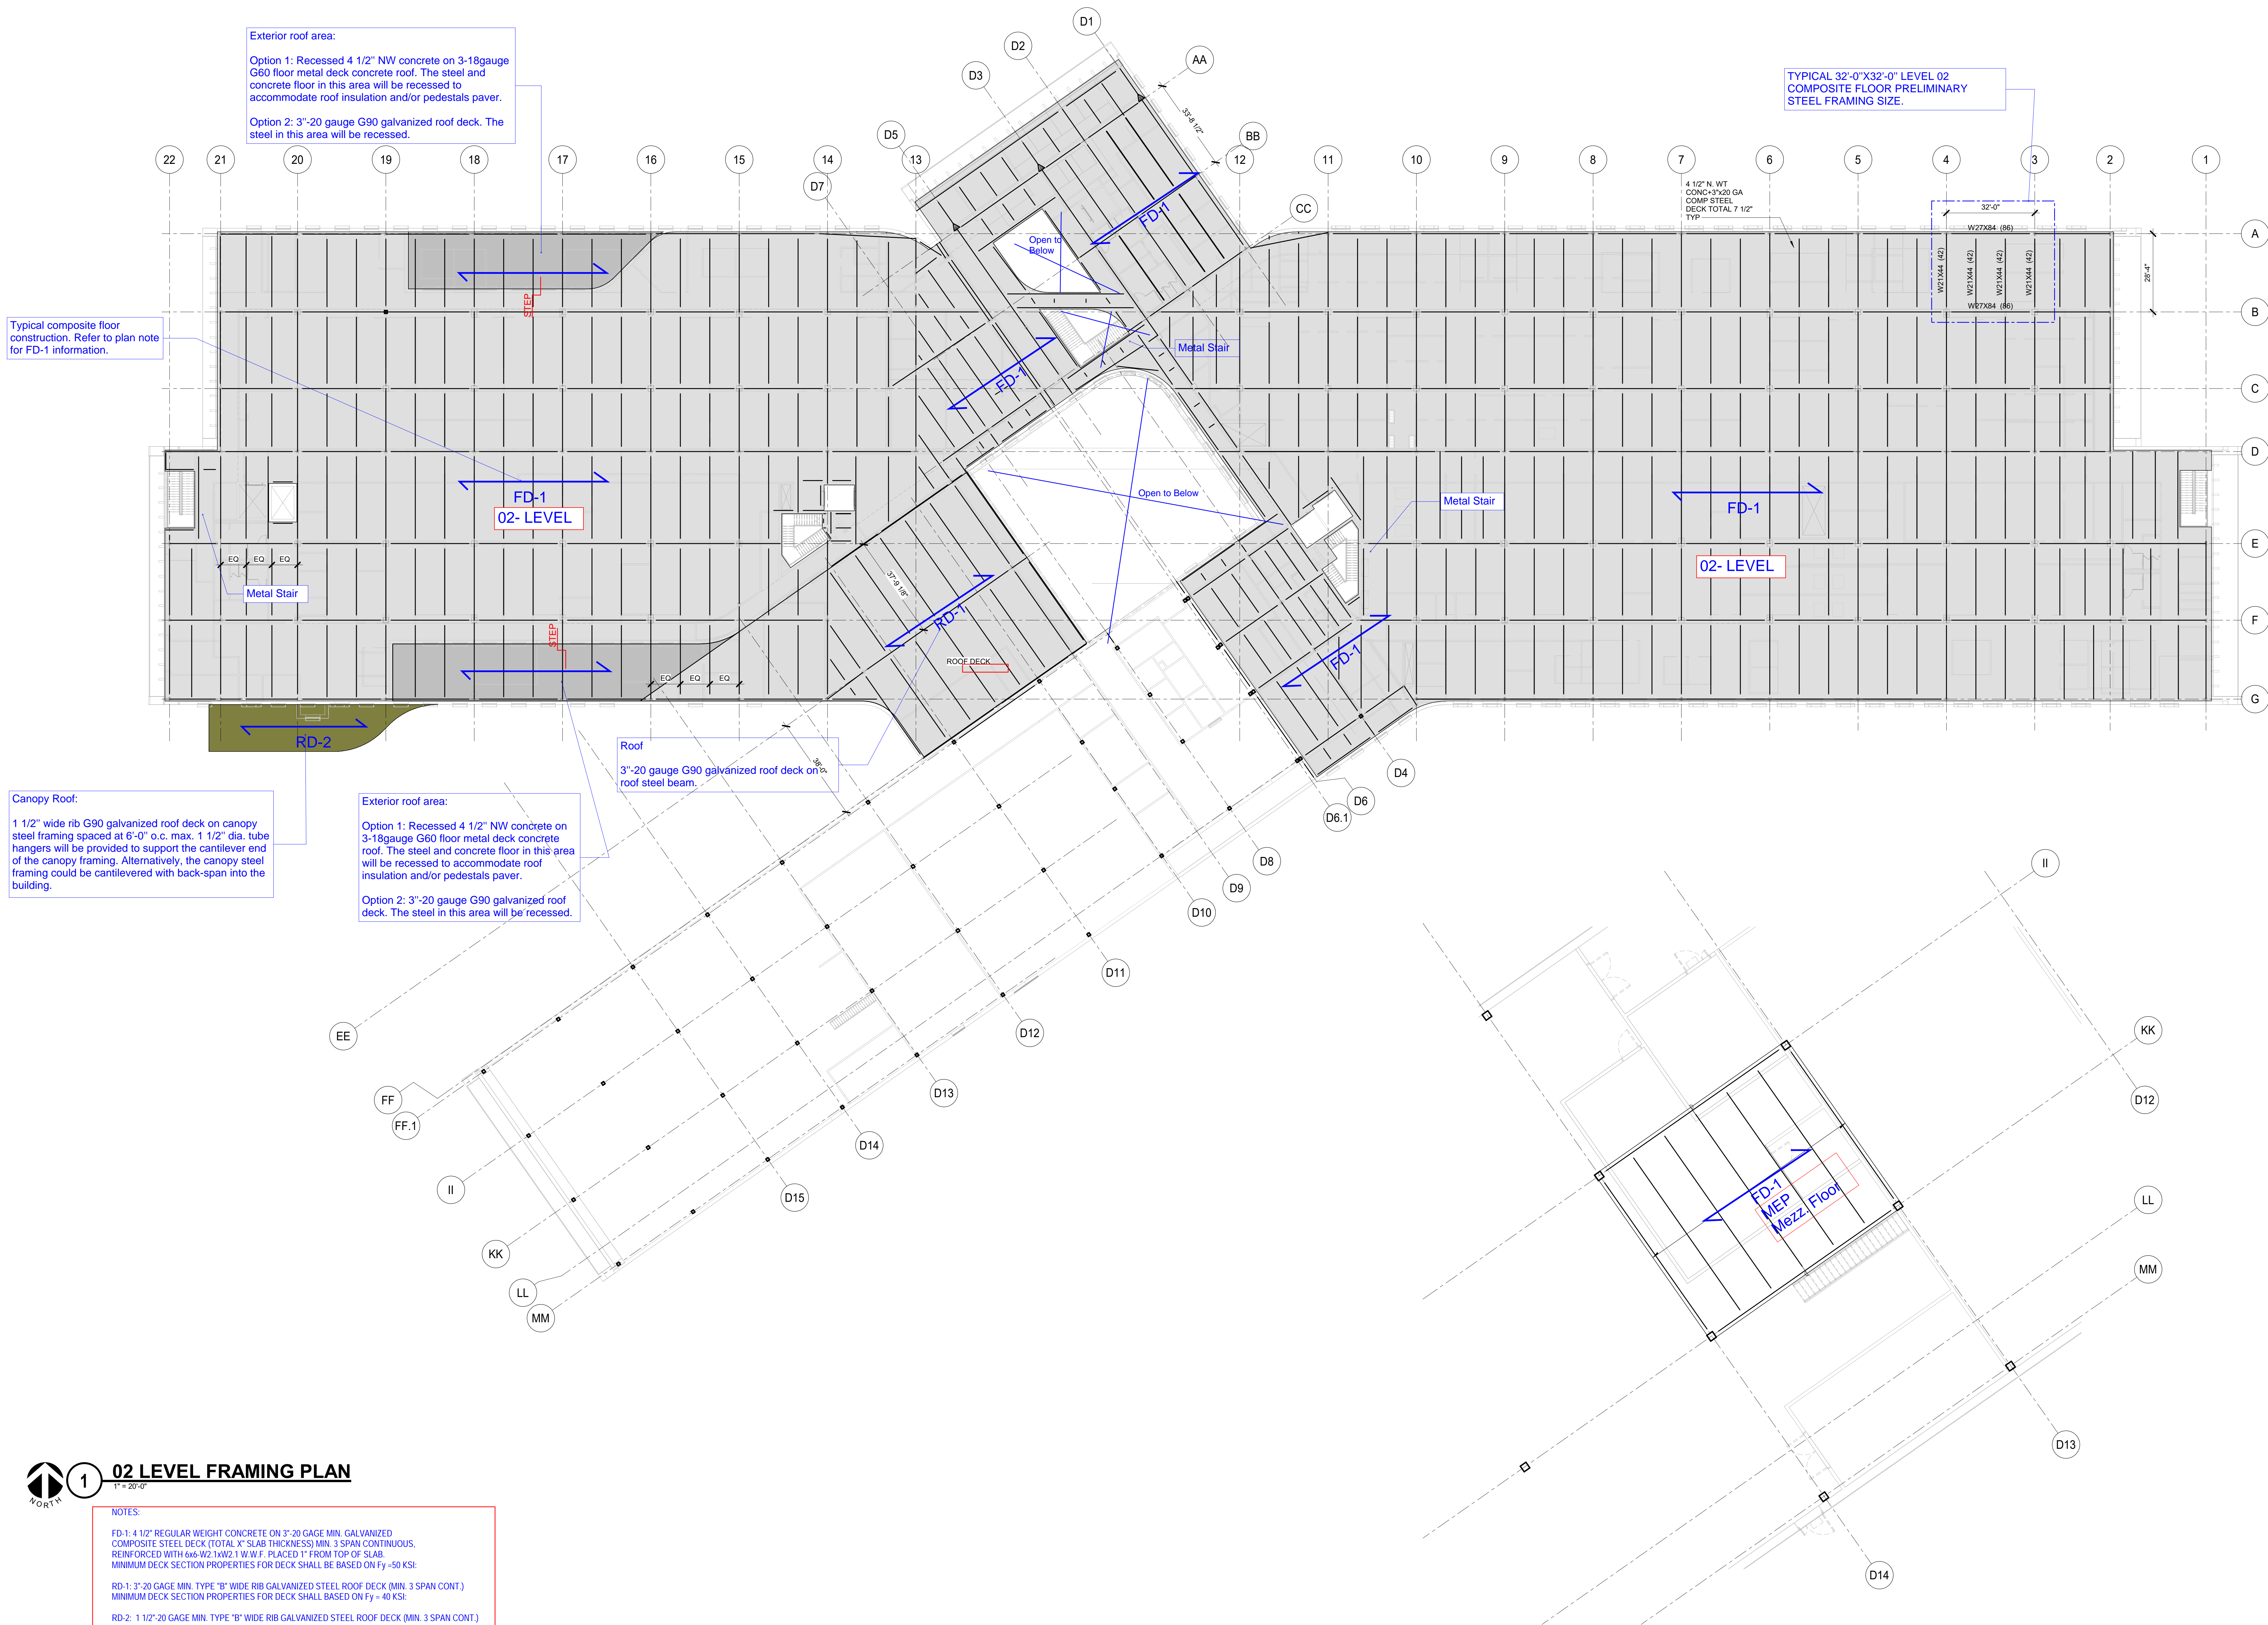 D1
D2
D3
AA
Exterior roof area:
Option 1: Recessed 4 1/2'' NW concrete on 3-18gauge
G60 floor metal deck concrete roof. The steel and
concrete floor in this area will be recessed to
accommodate roof insulation and/or pedestals paver.
Option 2: 3''-20 gauge G90 galvanized roof deck. The
steel in this area will be recessed.
TYPICAL 32'-0''X32'-0'' LEVEL 02
COMPOSITE FLOOR PRELIMINARY
STEEL FRAMING SIZE.
33'-8 1/2"
D5
BB
22
21
20
19
18
17
16
15
14
13
12
11
10
9
8
7
6
5
4
3
2
1
D7
CC
4 1/2" N. WT
CONC+3"x20 GA
COMP STEEL
DECK TOTAL 7 1/2"
TYP
32'-0"
W27X84 (86)
W21X44 (42)
W21X44 (42)
W21X44 (42)
W21X44 (42)
W27X84 (86)
28'-4"
A
B
C
D
E
F
G
FD-1
Open to
Below
STEP
Typical composite floor
construction. Refer to plan note
for FD-1 information.
Metal Stair
FD-1
FD-1
02- LEVEL
Open to Below
Metal Stair
FD-1
02- LEVEL
EQ
EQ
EQ
Metal Stair
37'-9 1/8"
RD-1
ROOF DECK
STEP
EQ
EQ
EQ
FD-1
RD-2
Roof
3''-20 gauge G90 galvanized roof deck on
roof steel beam.
38'-0"
D4
D6
D6.1
D8
D9
D10
D11
D12
D13
D14
D15
Canopy Roof:
1 1/2'' wide rib G90 galvanized roof deck on canopy
steel framing spaced at 6'-0'' o.c. max. 1 1/2'' dia. tube
hangers will be provided to support the cantilever end
of the canopy framing. Alternatively, the canopy steel
framing could be cantilevered with back-span into the
building.
Exterior roof area:
Option 1: Recessed 4 1/2'' NW concrete on
3-18gauge G60 floor metal deck concrete
roof. The steel and concrete floor in this area
will be recessed to accommodate roof
insulation and/or pedestals paver.
Option 2: 3''-20 gauge G90 galvanized roof
deck. The steel in this area will be recessed.
EE
FF
FF.1
II
KK
LL
MM
II
KK
D12
LL
MM
D13
D14
FD-1
MEP
Mezz. Floor
NORTH
1
02 LEVEL FRAMING PLAN
1" = 20'-0"
NOTES:
FD-1: 4 1/2" REGULAR WEIGHT CONCRETE ON 3"-20 GAGE MIN. GALVANIZED
COMPOSITE STEEL DECK (TOTAL X" SLAB THICKNESS) MIN. 3 SPAN CONTINUOUS,
REINFORCED WITH 6x6-W2.1xW2.1 W.W.F. PLACED 1" FROM TOP OF SLAB.
MINIMUM DECK SECTION PROPERTIES FOR DECK SHALL BE BASED ON Fy =50 KSI:
RD-1: 3"-20 GAGE MIN. TYPE "B" WIDE RIB GALVANIZED STEEL ROOF DECK (MIN. 3 SPAN CONT.)
MINIMUM DECK SECTION PROPERTIES FOR DECK SHALL BASED ON Fy = 40 KSI:
RD-2: 1 1/2"-20 GAGE MIN. TYPE "B" WIDE RIB GALVANIZED STEEL ROOF DECK (MIN. 3 SPAN CONT.)